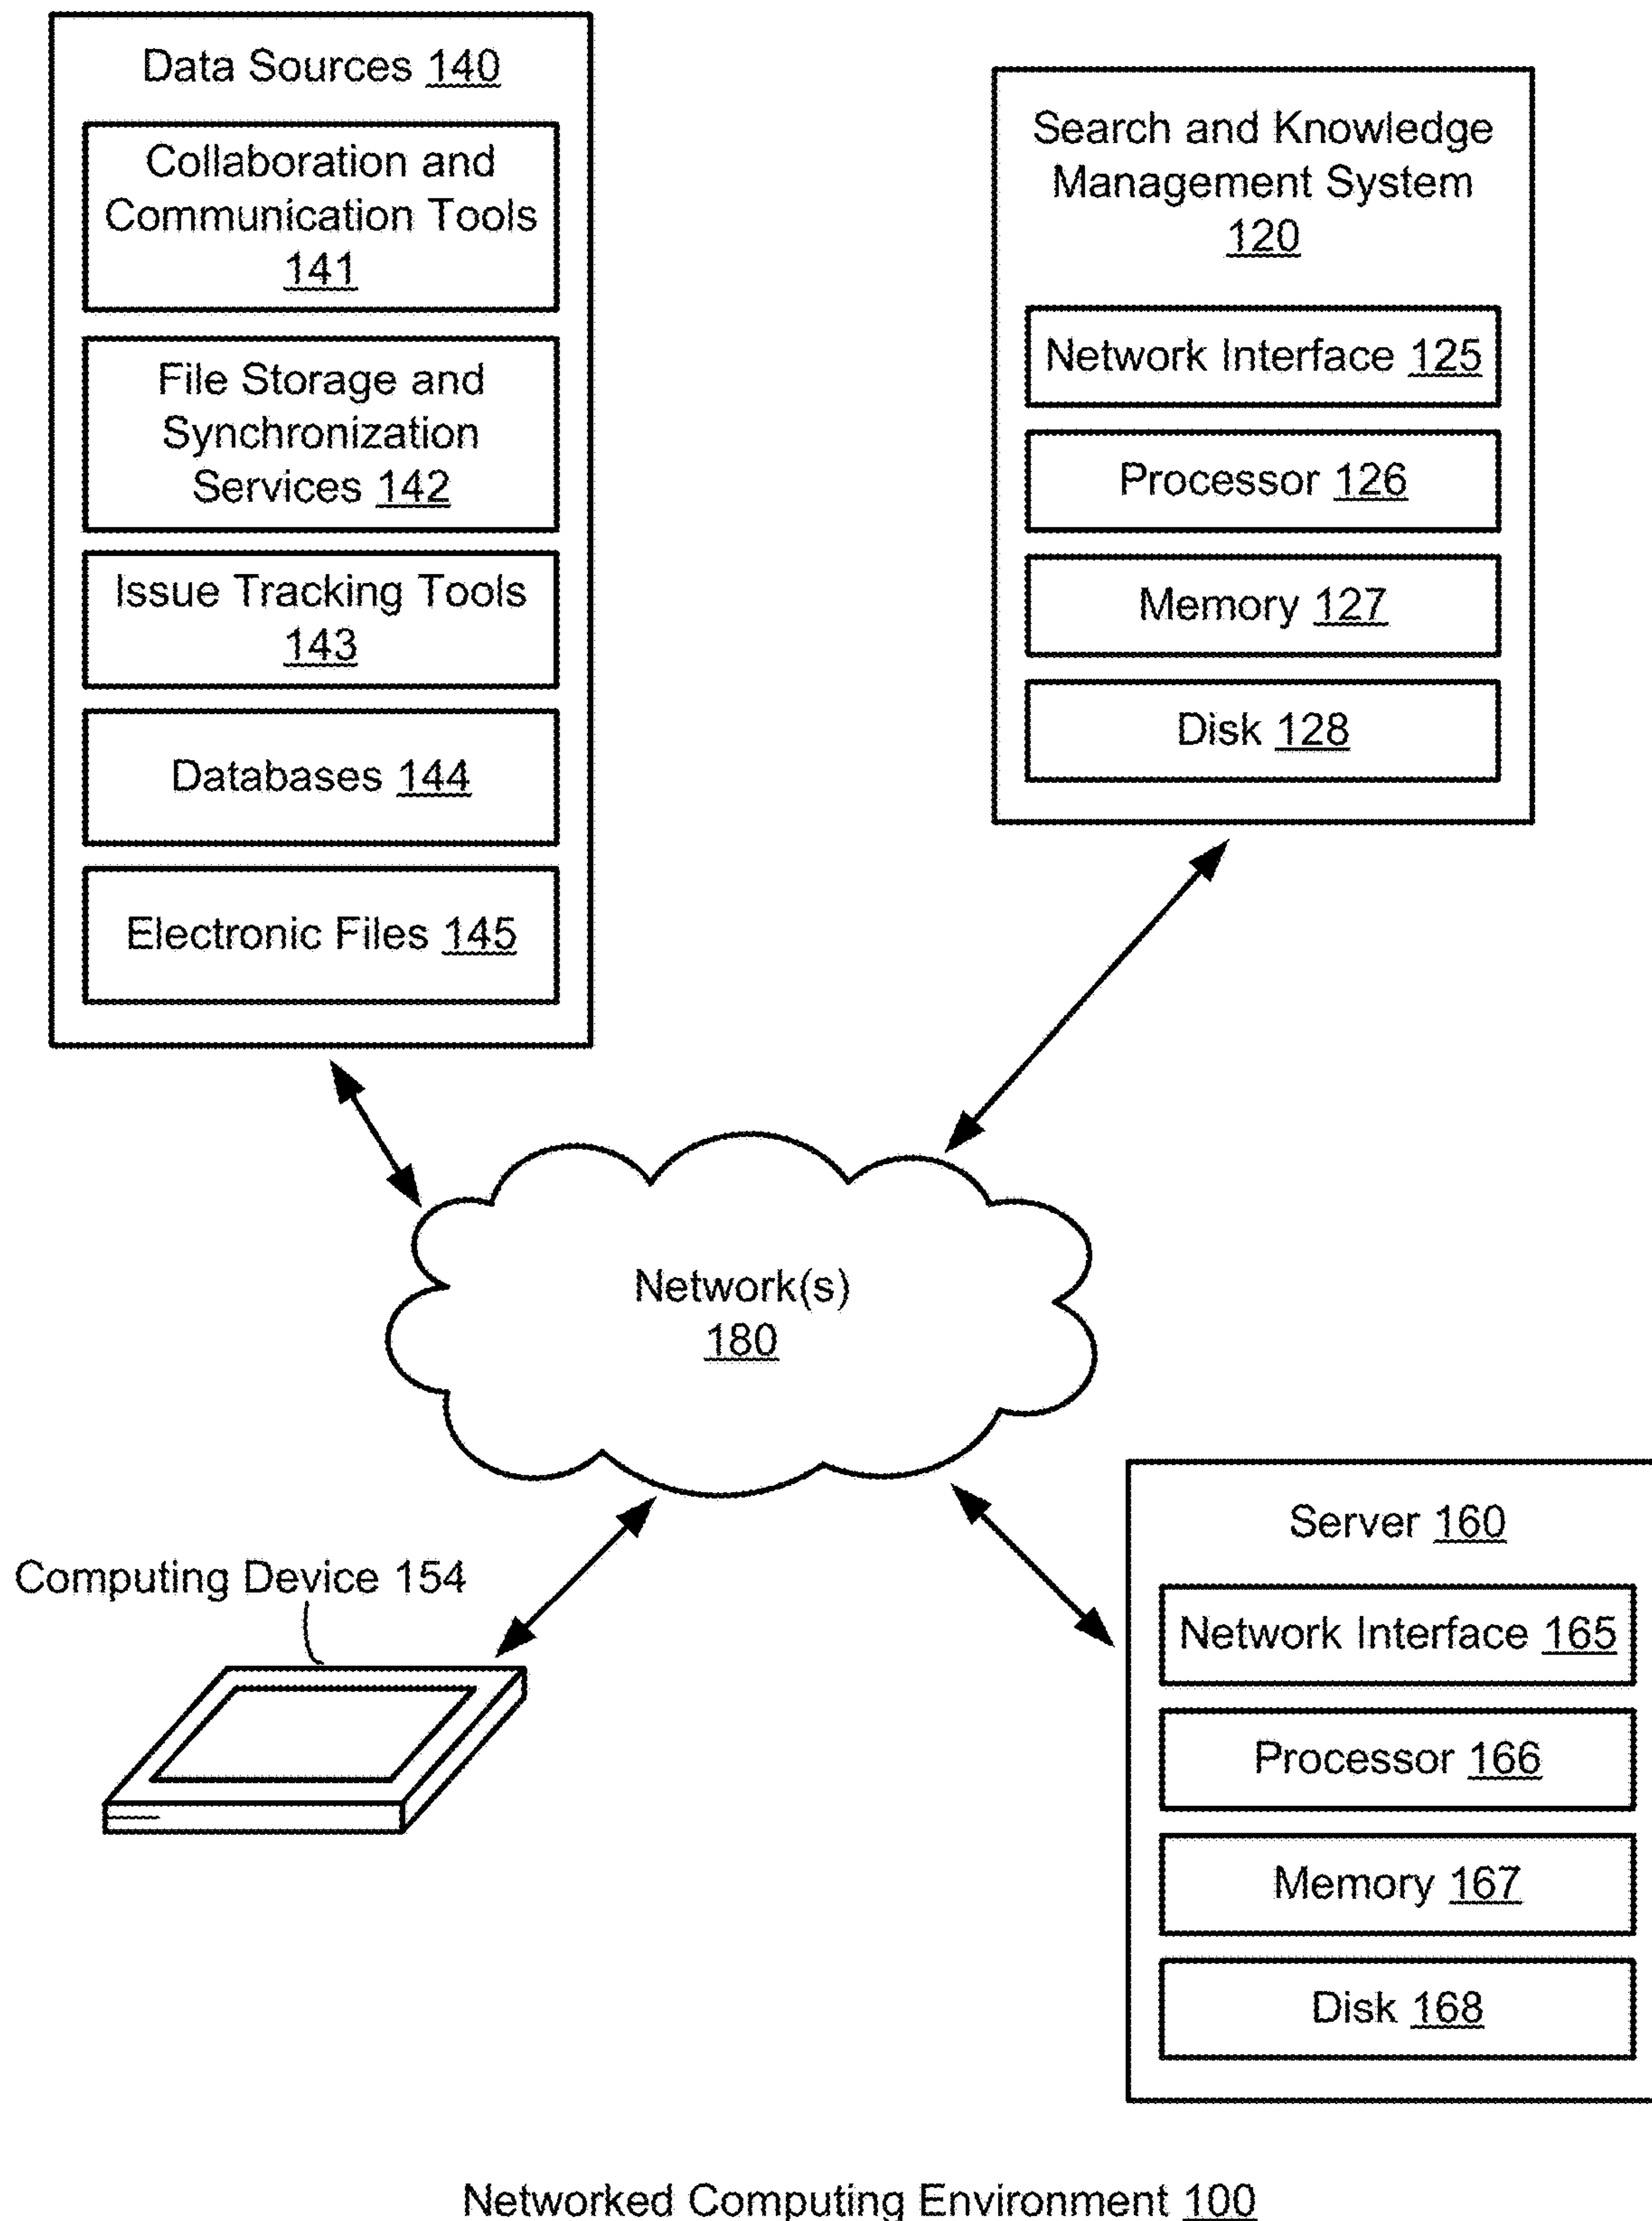 Data Sources 140
Collaboration and
Communication Tools
141
File Storage and
Synchronization
Services 142
Issue Tracking Tools
143
Databases 144
Electronic Files 145
Search and Knowledge
Management System
120
Network Interface 125
Processor 126
Memory 127
Disk 128
Network(s)
180
Computing Device 154
Server 160
Network Interface 165
Processor 166
Memory 167
Disk 168
Networked Computing Environment 100